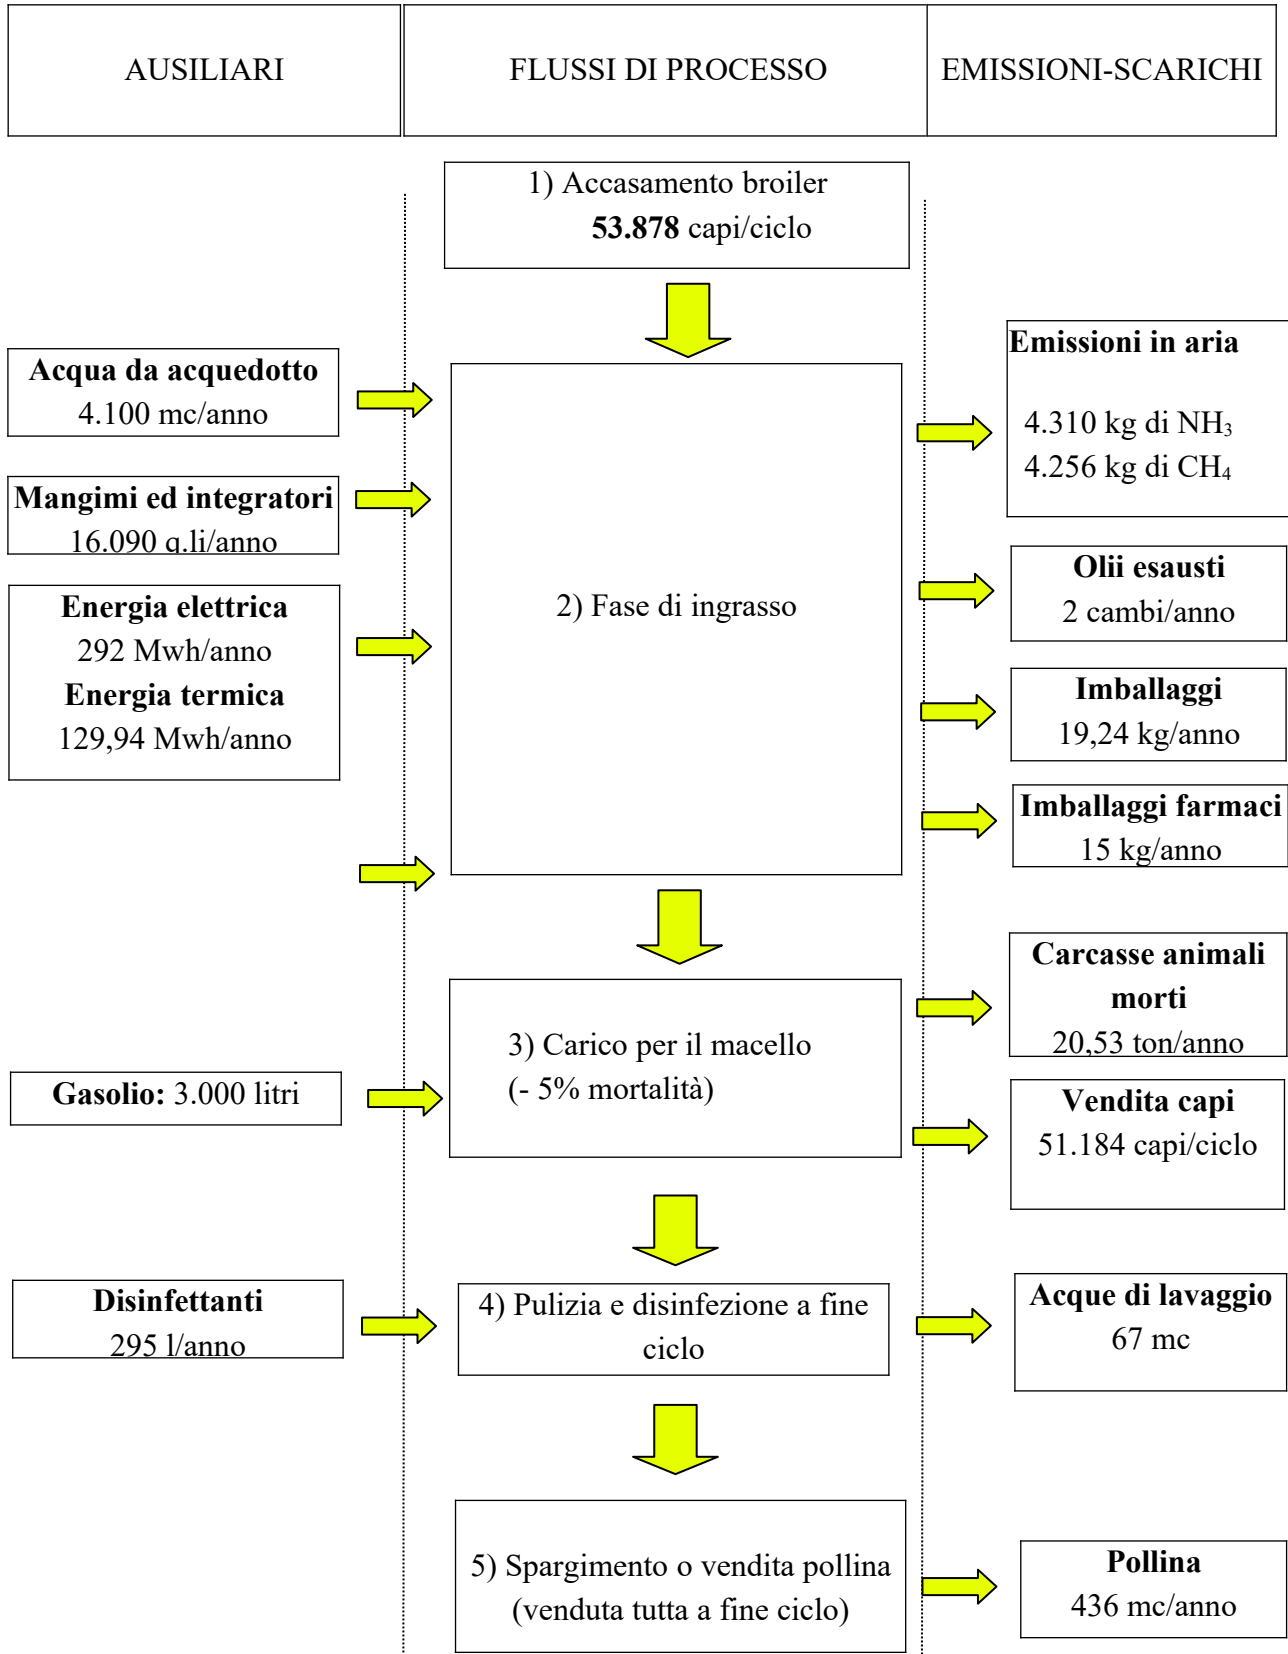 AUSILIARI
FLUSSI DI PROCESSO
EMISSIONI-SCARICHI
1) Accasamento broiler
53.878 capi/ciclo
Acqua da acquedotto
4.100 mc/anno
Mangimi ed integratori
16.090 q.li/anno
Energia elettrica
292 Mwh/anno
Energia termica
129,94 Mwh/anno
2) Fase di ingrasso
Emissioni in aria
4.310 kg di NH₃
4.256 kg di CH₄
Olii esausti
2 cambi/anno
Imballaggi
19,24 kg/anno
Imballaggi farmaci
15 kg/anno
Gasolio: 3.000 litri
3) Carico per il macello
(- 5% mortalità)
Carcasse animali
morti
20,53 ton/anno
Vendita capi
51.184 capi/ciclo
Disinfettanti
295 l/anno
4) Pulizia e disinfezione a fine
ciclo
Acque di lavaggio
67 mc
5) Spargimento o vendita pollina
(venduta tutta a fine ciclo)
Pollina
436 mc/anno